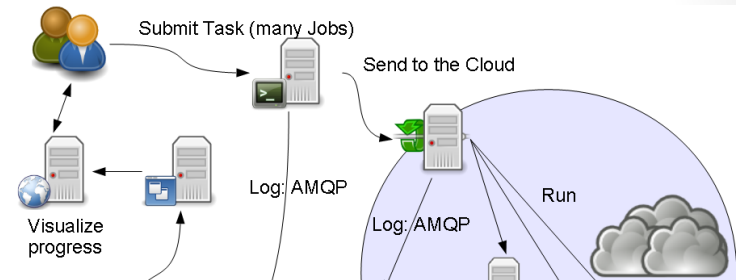 Submit Task (many Jobs)
Send to the Cloud
>_
Log: AMQP
Run
Log: AMQP
Visualize
progress